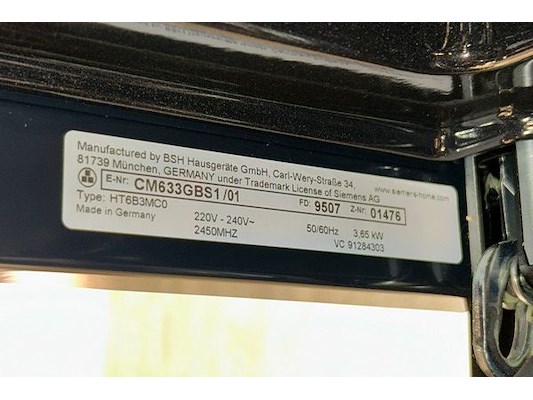 Manufactured by BSH Hausgeräte GmbH, Carl-Wery-Straße 34,
81739 München, GERMANY under Trademark License of Siemens AG
www.siemens-home.com
E-Nr. CM633GBS1/01 FD: 9507 Z-Nr. 01476
Type: HT6B3MC0 220V - 240V~ 50/60Hz 3,65 kW
Made in Germany 2450MHZ VC 91284303